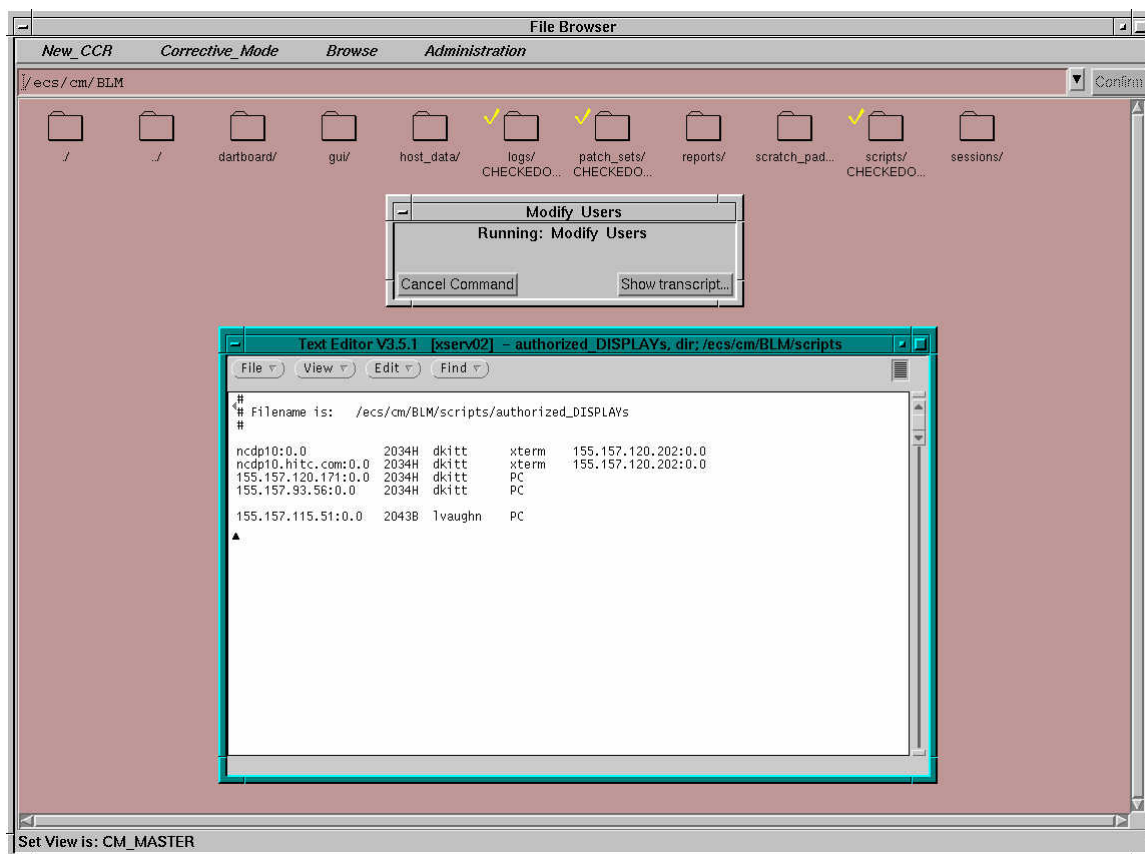 File Browser
New_CCR Corrective_Mode Browse Administration
/ecs/cm/BLM Confirm
./ ../ dartboard/ gui/ host_data/ logs/ patch_sets/ reports/ scratch_pad... scripts/ sessions/
CHECKEDO... CHECKEDO... CHECKEDO...
Modify Users
Running: Modify Users
Cancel Command Show transcript...
Text Editor V3.5.1 [xserv02] - authorized_DISPLAYs, dir; /ecs/cm/BLM/scripts
File View Edit Find
#
# Filename is: /ecs/cm/BLM/scripts/authorized_DISPLAYs
#
ncdp10:0.0 2034H dkitt xterm 155.157.120.202:0.0
ncdp10.hitc.com:0.0 2034H dkitt xterm 155.157.120.202:0.0
155.157.120.171:0.0 2034H dkitt PC
155.157.93.56:0.0 2034H dkitt PC
155.157.115.51:0.0 2043B lvaughn PC
Set View is: CM_MASTER